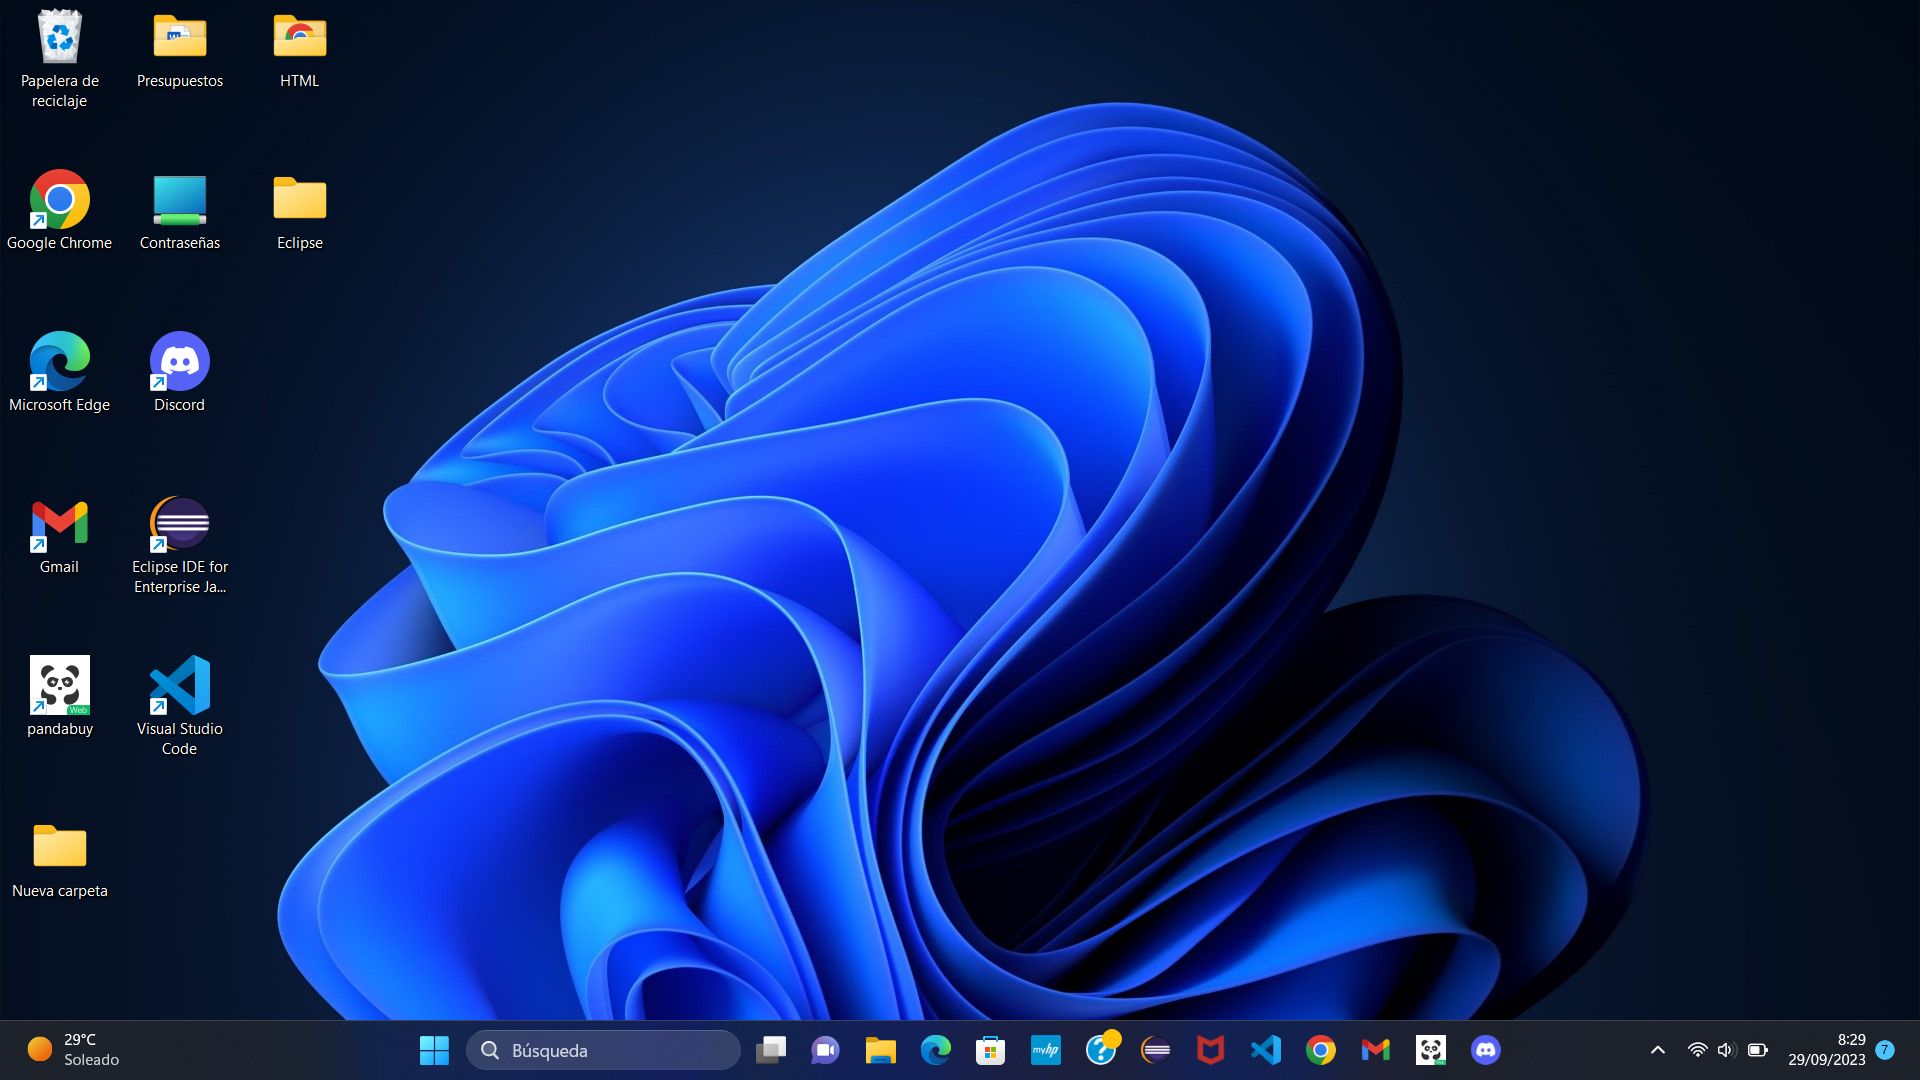 Papelera de
reciclaje
Presupuestos
HTML
Google Chrome
Contraseñas
Eclipse
Microsoft Edge
Discord
Gmail
Eclipse IDE for
Enterprise Ja...
Web
pandabuy
Visual Studio
Code
Nueva carpeta
29°C
Soleado
Búsqueda
myhp
8:29
29/09/2023
7